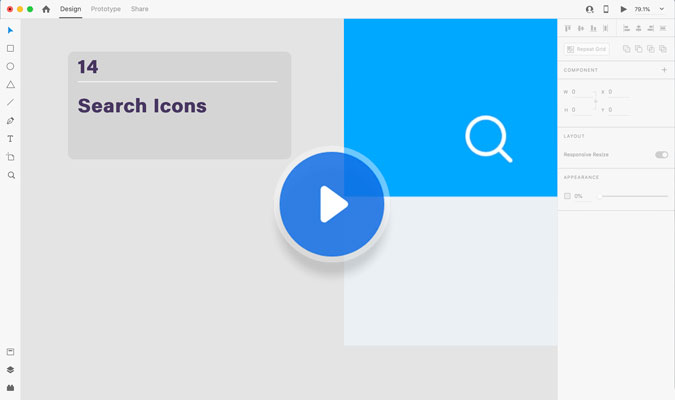 Design Prototype Share
79.1%
14
Search Icons
Repeat Grid
COMPONENT
W 0 X 0
H 0 Y 0
LAYOUT
Responsive Resize
APPEARANCE
0%